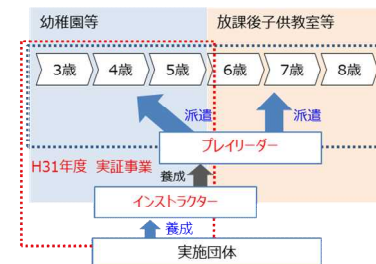 幼稚園等 放課後子供教室等
3歳 4歳 5歳 6歳 7歳 8歳
派遣 派遣
プレイリーダー
H31年度 実証事業 養成
インストラクター
養成
実施団体